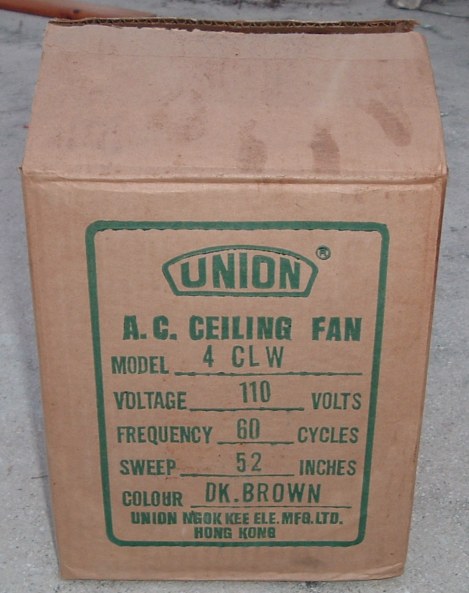 UNION ®
A.C. CEILING FAN
MODEL 4 CLW
VOLTAGE 110 VOLTS
FREQUENCY 60 CYCLES
SWEEP 52 INCHES
COLOUR DK.BROWN
UNION NGOK KEE ELE.MFG.LTD.
HONG KONG